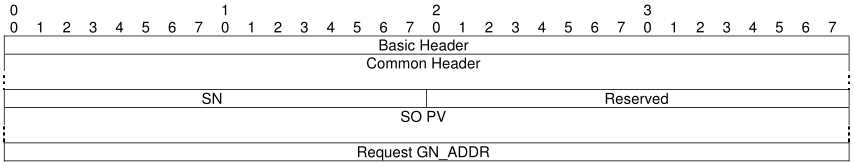 0 1 2 3
0 1 2 3 4 5 6 7 0 1 2 3 4 5 6 7 0 1 2 3 4 5 6 7 0 1 2 3 4 5 6 7
Basic Header
Common Header
SN Reserved
SO PV
Request GN_ADDR